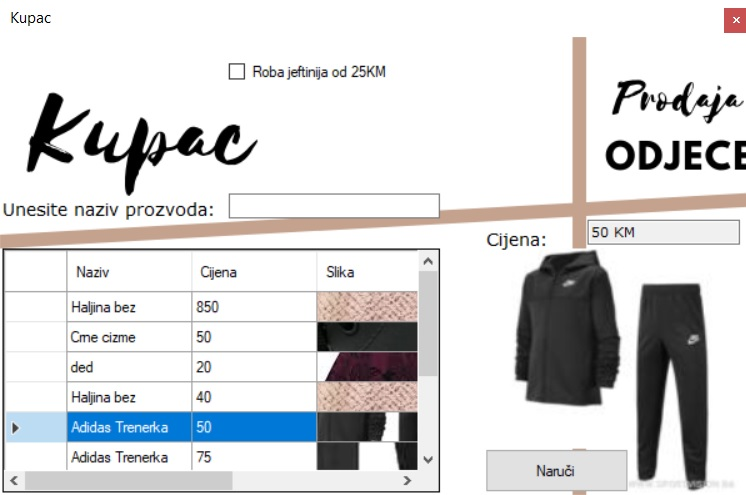 Kupac
Roba jeftinija od 25KM
Kupac
Prodaja
ODJECE
Unesite naziv prozvoda:
Cijena: 50 KM
Naziv Cijena Slika
Haljina bez 850
Crne cizme 50
ded 20
Haljina bez 40
Adidas Trenerka 50
Adidas Trenerka 75
Naruči